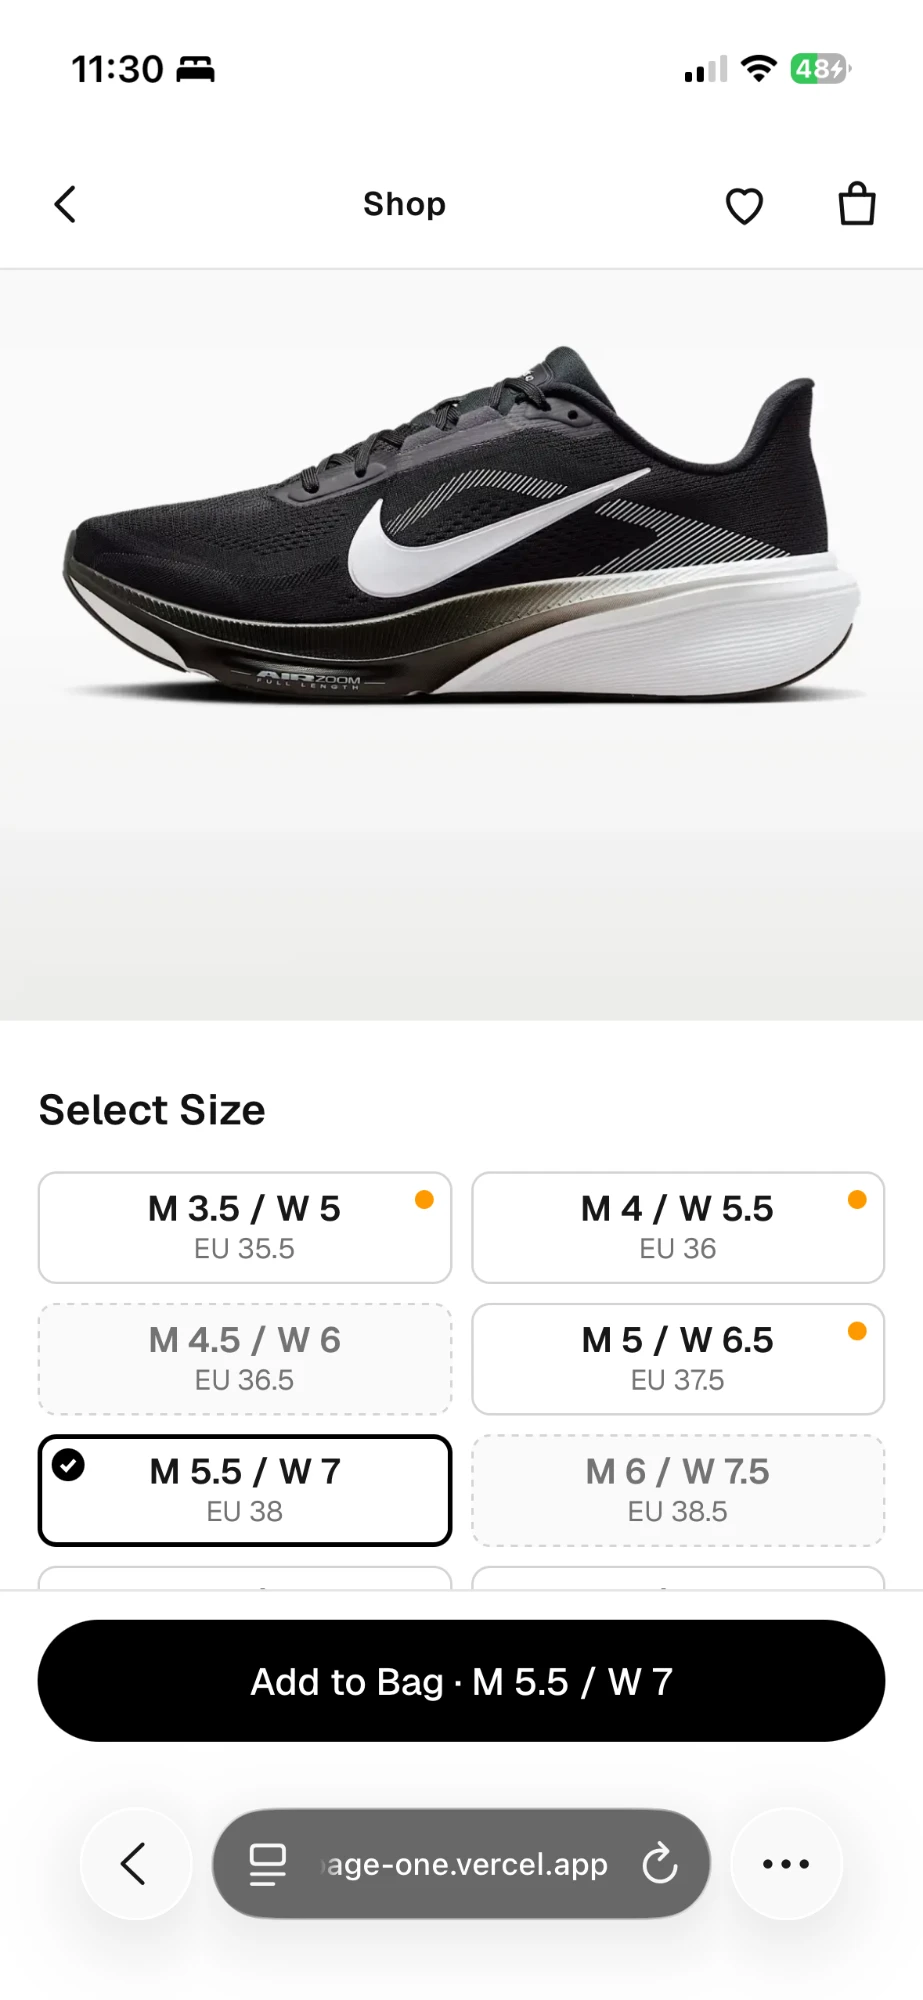 11:30
48
Shop
AIR ZOOM
FULL LENGTH
Select Size
M 3.5 / W 5
EU 35.5
M 4 / W 5.5
EU 36
M 4.5 / W 6
EU 36.5
M 5 / W 6.5
EU 37.5
M 5.5 / W 7
EU 38
M 6 / W 7.5
EU 38.5
Add to Bag · M 5.5 / W 7
age-one.vercel.app